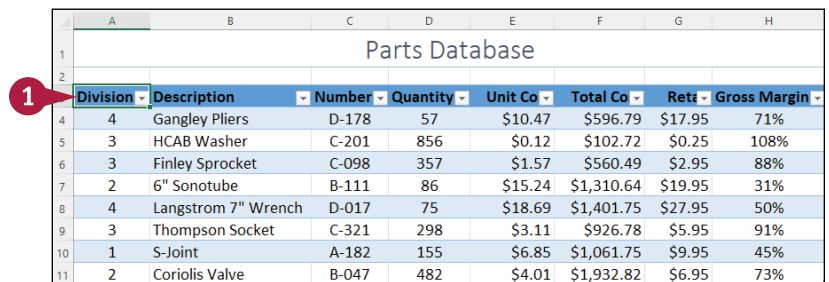 A B C D E F G H
1 Parts Database
2
1 Division Description Number Quantity Unit Co Total Co Reta Gross Margin
4 4 Gangley Pliers D-178 57 $10.47 $596.79 $17.95 71%
5 3 HCAB Washer C-201 856 $0.12 $102.72 $0.25 108%
6 3 Finley Sprocket C-098 357 $1.57 $560.49 $2.95 88%
7 2 6" Sonotube B-111 86 $15.24 $1,310.64 $19.95 31%
8 4 Langstrom 7" Wrench D-017 75 $18.69 $1,401.75 $27.95 50%
9 3 Thompson Socket C-321 298 $3.11 $926.78 $5.95 91%
10 1 S-Joint A-182 155 $6.85 $1,061.75 $9.95 45%
11 2 Coriolis Valve B-047 482 $4.01 $1,932.82 $6.95 73%